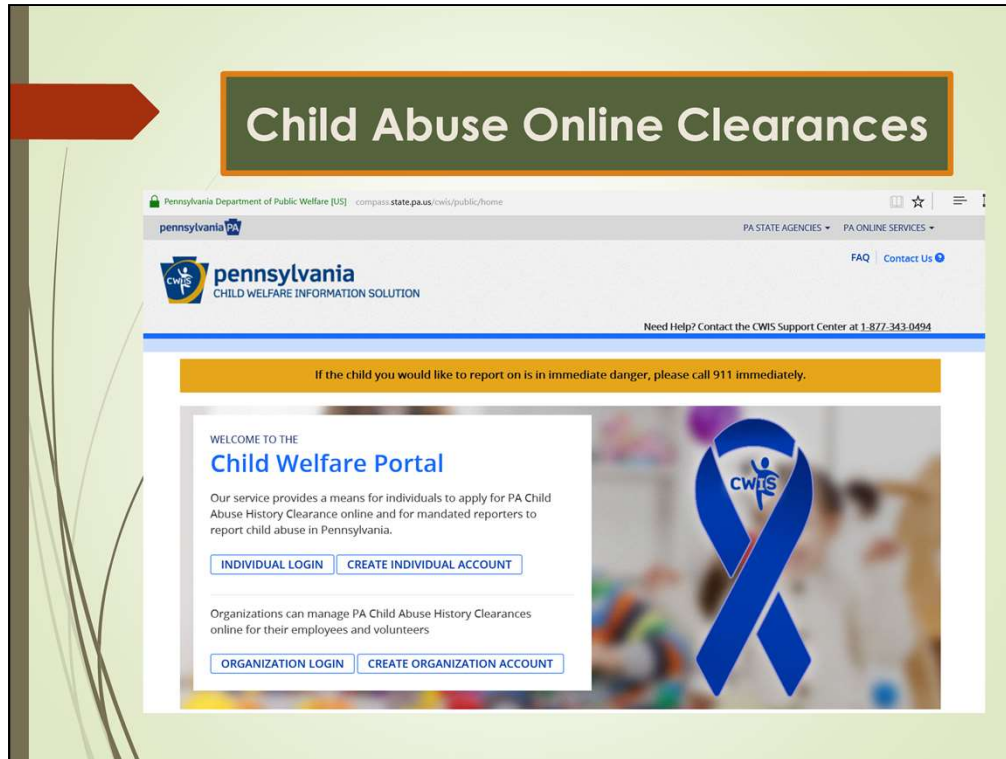 Child Abuse Online Clearances
Pennsylvania Department of Public Welfare [US] compass.state.pa.us/cwis/public/home
pennsylvania PA
PA STATE AGENCIES PA ONLINE SERVICES
FAQ Contact Us ?
CWIS
pennsylvania
CHILD WELFARE INFORMATION SOLUTION
Need Help? Contact the CWIS Support Center at 1-877-343-0494
If the child you would like to report on is in immediate danger, please call 911 immediately.
WELCOME TO THE
Child Welfare Portal
Our service provides a means for individuals to apply for PA Child
Abuse History Clearance online and for mandated reporters to
report child abuse in Pennsylvania.
INDIVIDUAL LOGIN CREATE INDIVIDUAL ACCOUNT
Organizations can manage PA Child Abuse History Clearances
online for their employees and volunteers
ORGANIZATION LOGIN CREATE ORGANIZATION ACCOUNT
CWIS